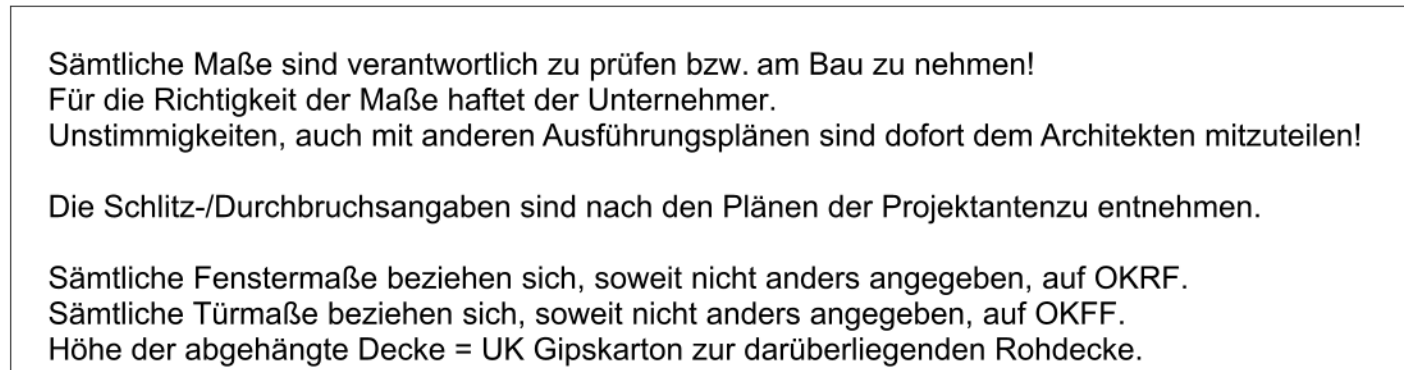 Sämtliche Maße sind verantwortlich zu prüfen bzw. am Bau zu nehmen!
Für die Richtigkeit der Maße haftet der Unternehmer.
Unstimmigkeiten, auch mit anderen Ausführungsplänen sind dofort dem Architekten mitzuteilen!
Die Schlitz-/Durchbruchsangaben sind nach den Plänen der Projektantenzu entnehmen.
Sämtliche Fenstermaße beziehen sich, soweit nicht anders angegeben, auf OKRF.
Sämtliche Türmaße beziehen sich, soweit nicht anders angegeben, auf OKFF.
Höhe der abgehängte Decke = UK Gipskarton zur darüberliegenden Rohdecke.